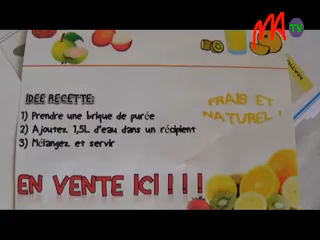 M TV
IDEE RECETTE:
1) Prendre une brique de purée
2) Ajoutez 1,5L d'eau dans un récipient
3) Mélangez et servir
FRAIS ET
NATUREL !
EN VENTE ICI ! ! ! !